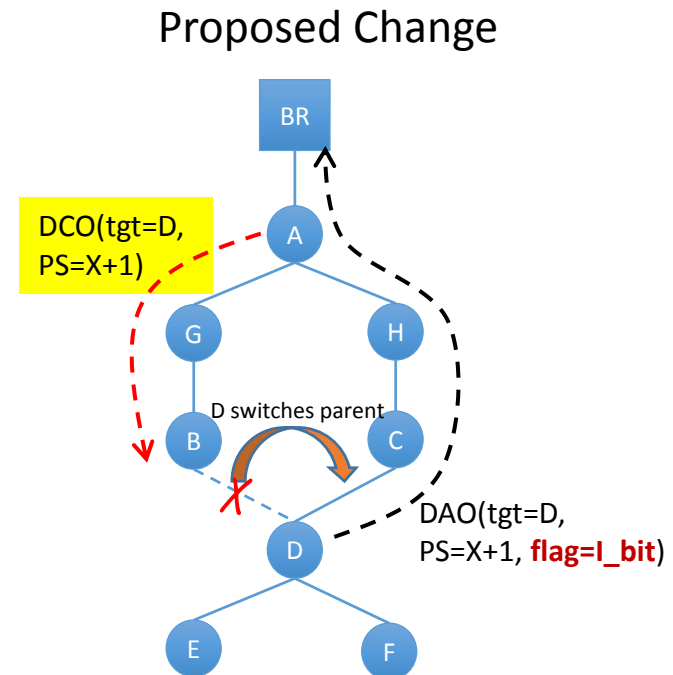 Proposed Change
BR
DCO(tgt=D,
PS=X+1)
A
G
H
D switches parent
B
C
DAO(tgt=D,
PS=X+1, flag=I_bit)
D
E
F